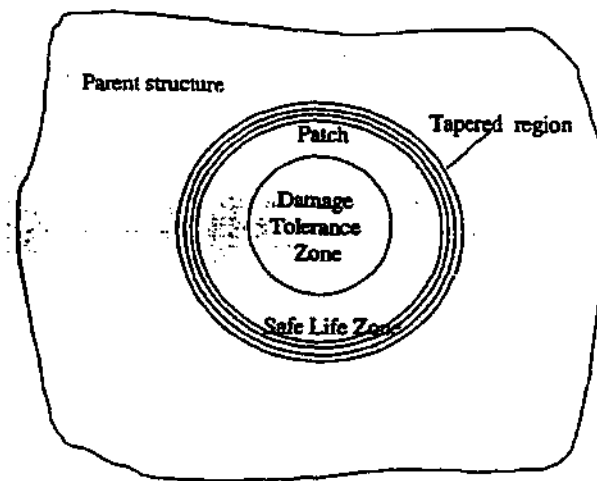 Parent structure
Tapered region
Patch
Damage
Tolerance
Zone
Safe Life Zone